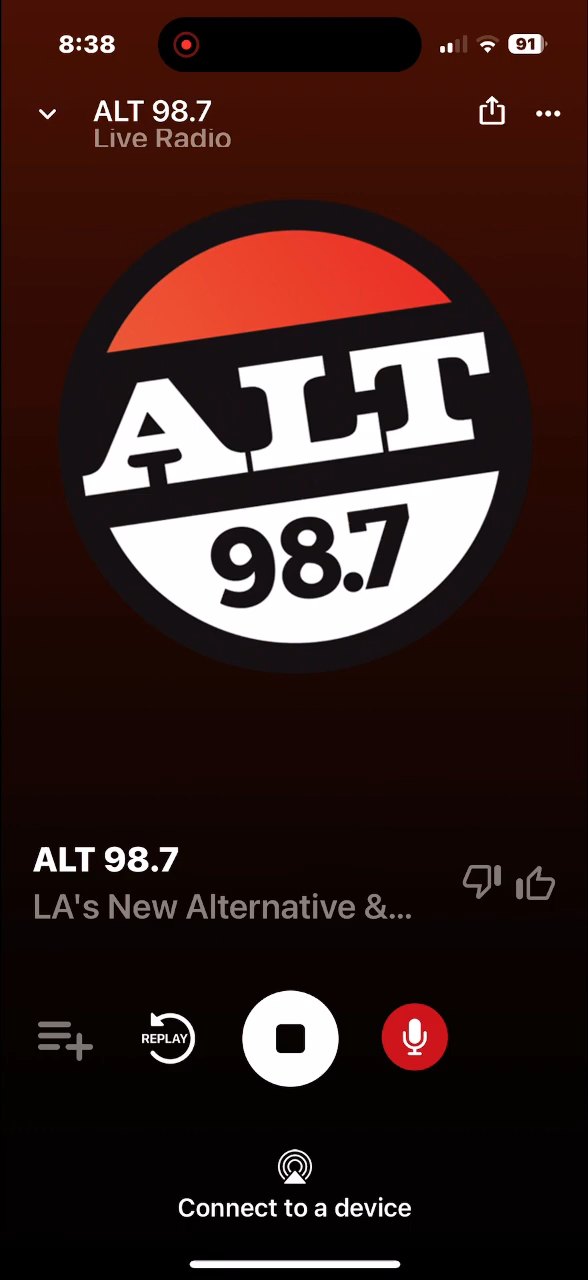 8:38
91
ALT 98.7
Live Radio
ALT
98.7
ALT 98.7
LA's New Alternative &...
REPLAY
Connect to a device